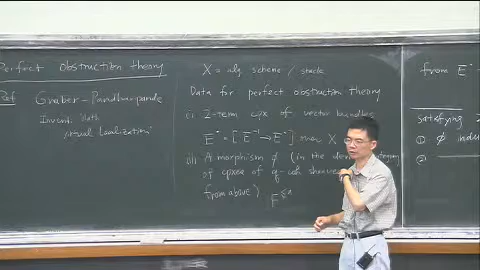 Perfect obstruction theory
Ref Graber-Pandharipande
Invent. Math
virtual localization
X = alg scheme / stack
Data for perfect obstruction theory
(i) 2-term cpx of vector bundles
E• = [E⁻¹ → E⁰] over X
(ii) A morphism φ (in the derived category
of cpxes of q-coh sheaves
from above)
from E•
satisfying
① φ
②